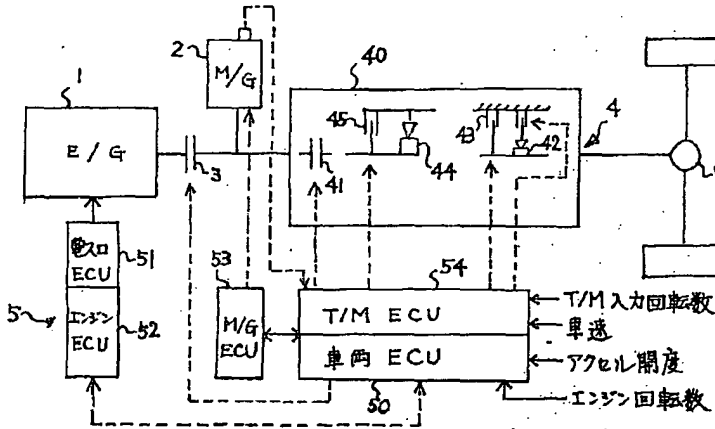 1
E/G
2
M/G
3
40
45
44
41
43
42
4
電スロ
ECU
51
エンジン
ECU
52
5
53
M/G
ECU
54
T/M ECU
車両 ECU
50
T/M 入力回転数
車速
アクセル開度
エンジン回転数